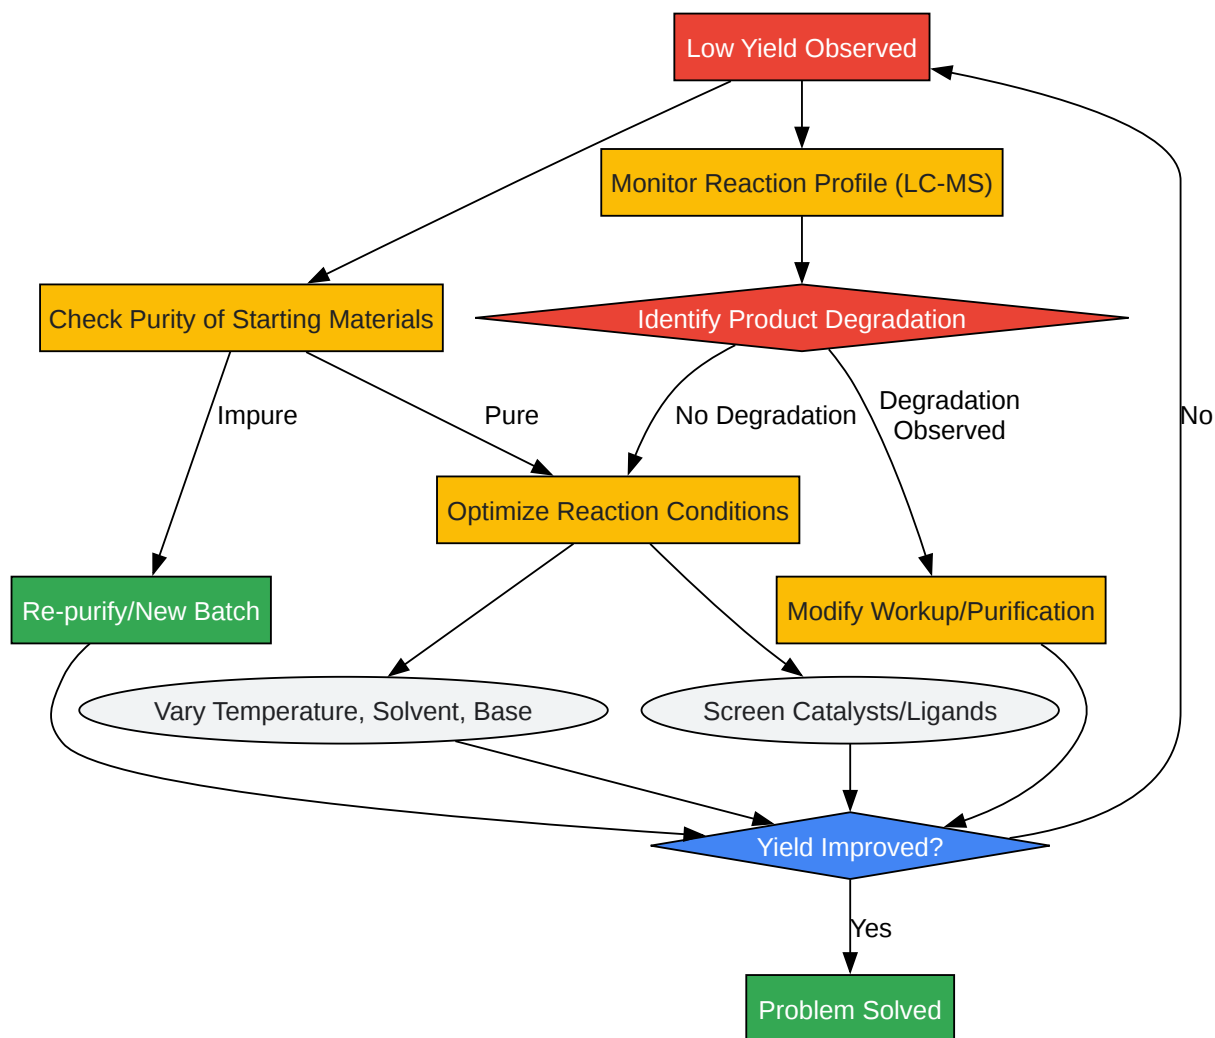 Low Yield Observed
Monitor Reaction Profile (LC-MS)
Check Purity of Starting Materials
Identify Product Degradation
Impure
Pure
No Degradation
Degradation
Observed
No
Optimize Reaction Conditions
Re-purify/New Batch
Modify Workup/Purification
Vary Temperature, Solvent, Base
Screen Catalysts/Ligands
Yield Improved?
Yes
Problem Solved